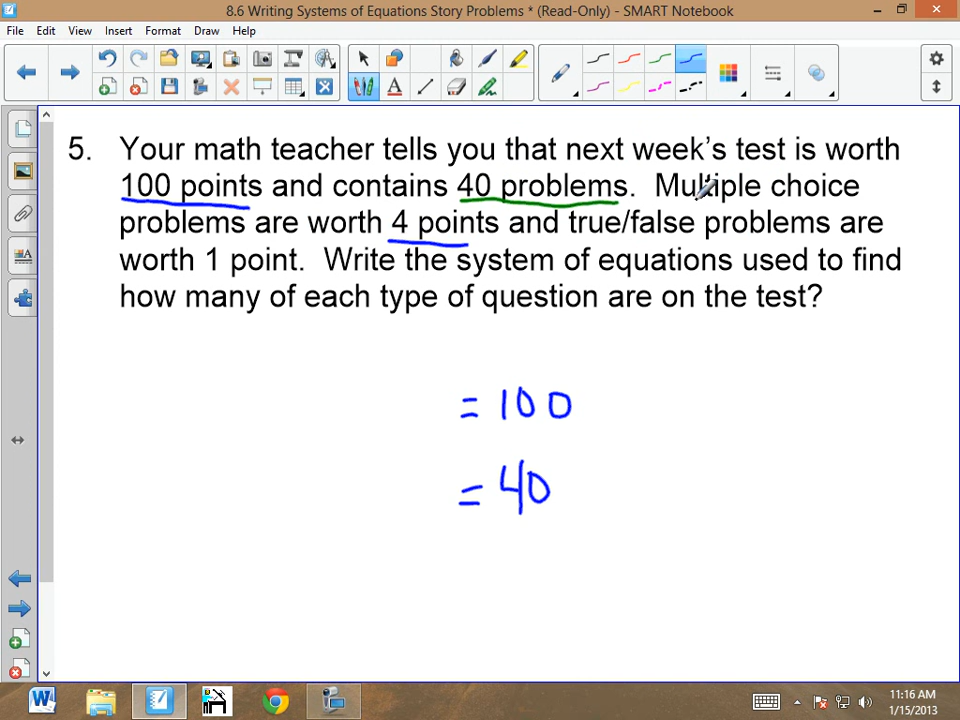 8.6 Writing Systems of Equations Story Problems * (Read-Only) - SMART Notebook
File Edit View Insert Format Draw Help
5. Your math teacher tells you that next week's test is worth
100 points and contains 40 problems. Multiple choice
problems are worth 4 points and true/false problems are
worth 1 point. Write the system of equations used to find
how many of each type of question are on the test?
= 100
= 40
11:16 AM
1/15/2013